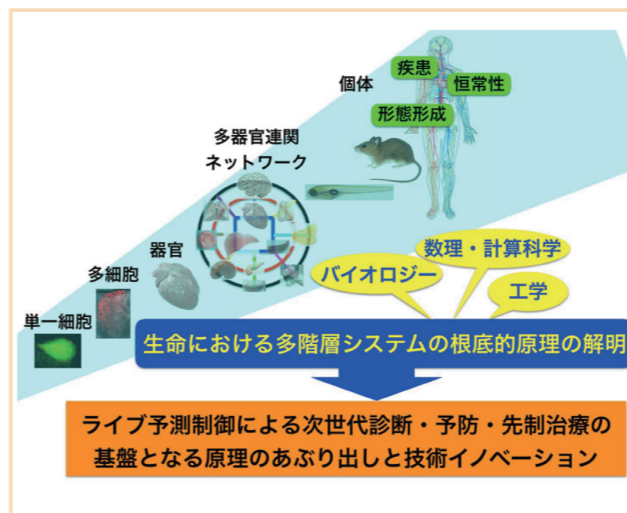 個体
疾患
恒常性
形態形成
多器官連関
ネットワーク
器官
多細胞
単一細胞
数理・計算科学
バイオロジー
工学
生命における多階層システムの根底的原理の解明
ライブ予測制御による次世代診断・予防・先制治療の
基盤となる原理のあぶり出しと技術イノベーション